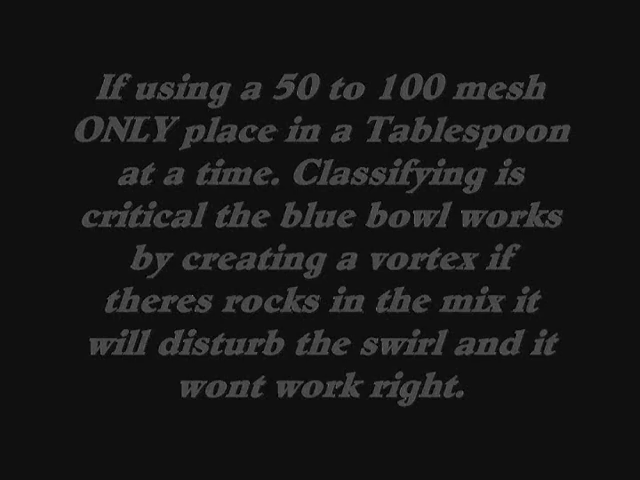 If using a 50 to 100 mesh
ONLY place in a Tablespoon
at a time. Classifying is
critical the blue bowl works
by creating a vortex if
theres rocks in the mix it
will disturb the swirl and it
wont work right.